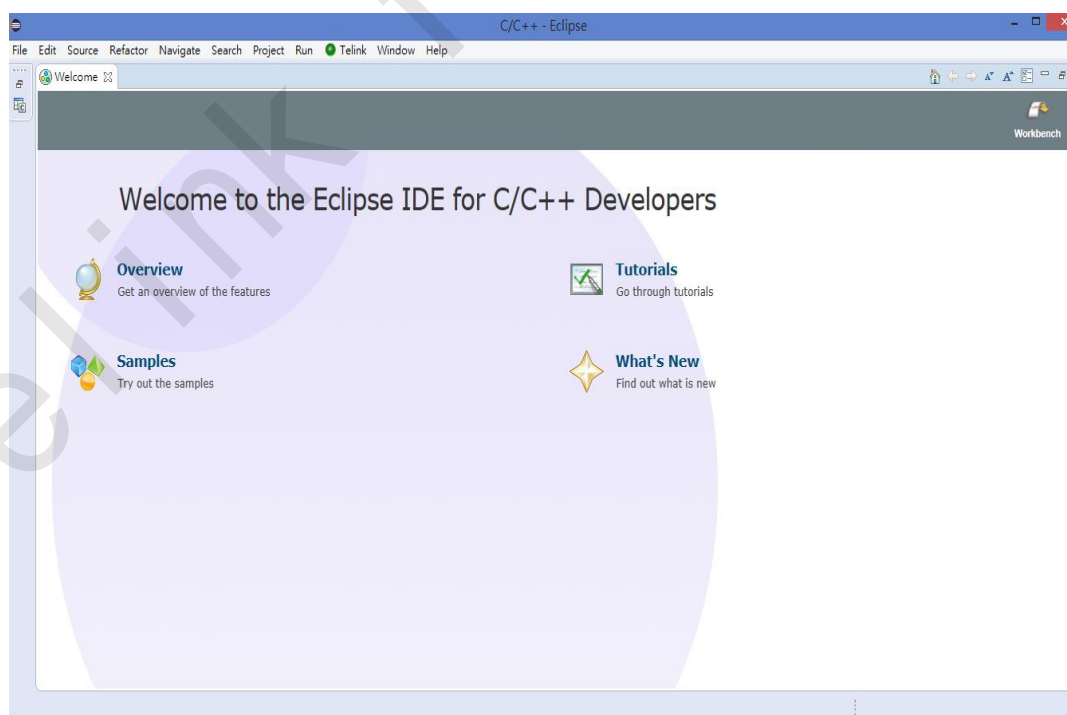 C/C++ - Eclipse
File Edit Source Refactor Navigate Search Project Run Telink Window Help
Welcome
Workbench
Welcome to the Eclipse IDE for C/C++ Developers
Overview
Get an overview of the features
Tutorials
Go through tutorials
Samples
Try out the samples
What's New
Find out what is new